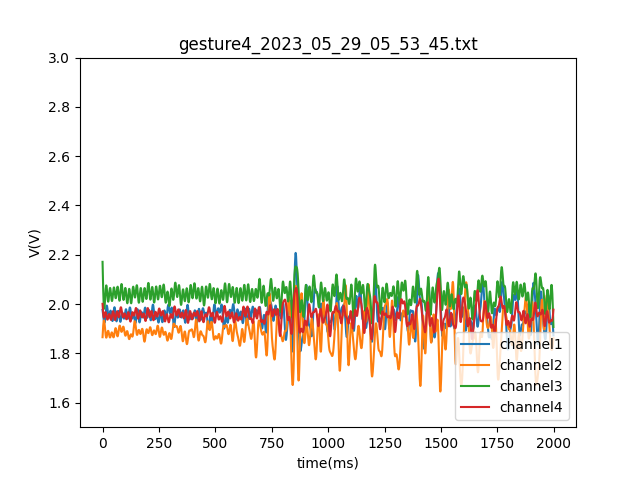 gesture4_2023_05_29_05_53_45.txt
3.0
2.8
2.6
2.4
2.2
2.0
1.8
1.6
V(V)
0 250 500 750 1000 1250 1500 1750 2000
time(ms)
channel1
channel2
channel3
channel4